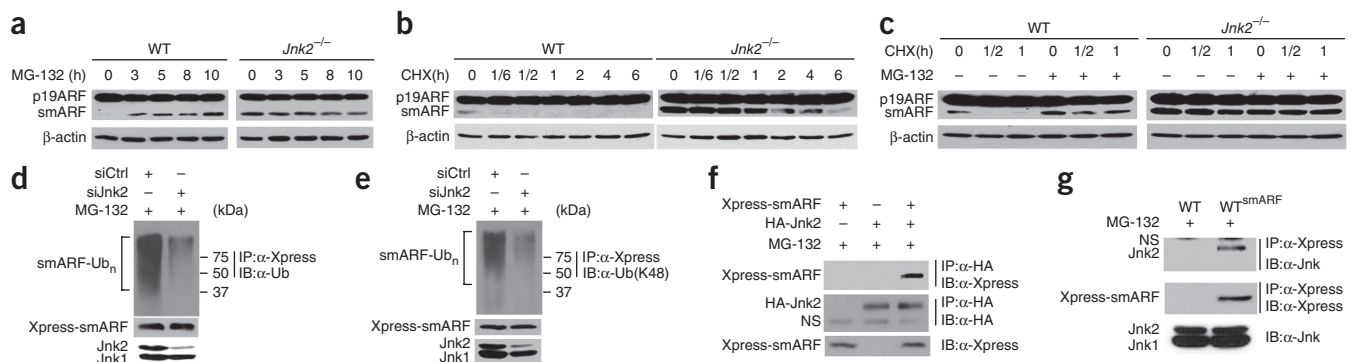 a
WT Jnk2–/–
MG-132 (h) 0 3 5 8 10 0 3 5 8 10
p19ARF
smARF
β-actin
b
WT Jnk2–/–
CHX(h) 0 1/6 1/2 1 2 4 6 0 1/6 1/2 1 2 4 6
p19ARF
smARF
β-actin
c
WT Jnk2–/–
CHX(h) 0 1/2 1 0 1/2 1 0 1/2 1 0 1/2 1
MG-132 – – – + + + – – – + + +
p19ARF
smARF
β-actin
d
siCtrl + –
siJnk2 – +
MG-132 + + (kDa)
smARF-Ubn
75
50
37
IP:α-Xpress
IB:α-Ub
Xpress-smARF
Jnk2
Jnk1
e
siCtrl + –
siJnk2 – +
MG-132 + + (kDa)
smARF-Ubn
75
50
37
IP:α-Xpress
IB:α-Ub(K48)
Xpress-smARF
Jnk2
Jnk1
f
Xpress-smARF + – +
HA-Jnk2 – + +
MG-132 + + +
Xpress-smARF
IP:α-HA
IB:α-Xpress
HA-Jnk2
NS
IP:α-HA
IB:α-HA
Xpress-smARF IB:α-Xpress
g
WT WTsmARF
MG-132 + +
NS
Jnk2
IP:α-Xpress
IB:α-Jnk
Xpress-smARF
IP:α-Xpress
IB:α-Xpress
Jnk2
Jnk1
IB:α-Jnk